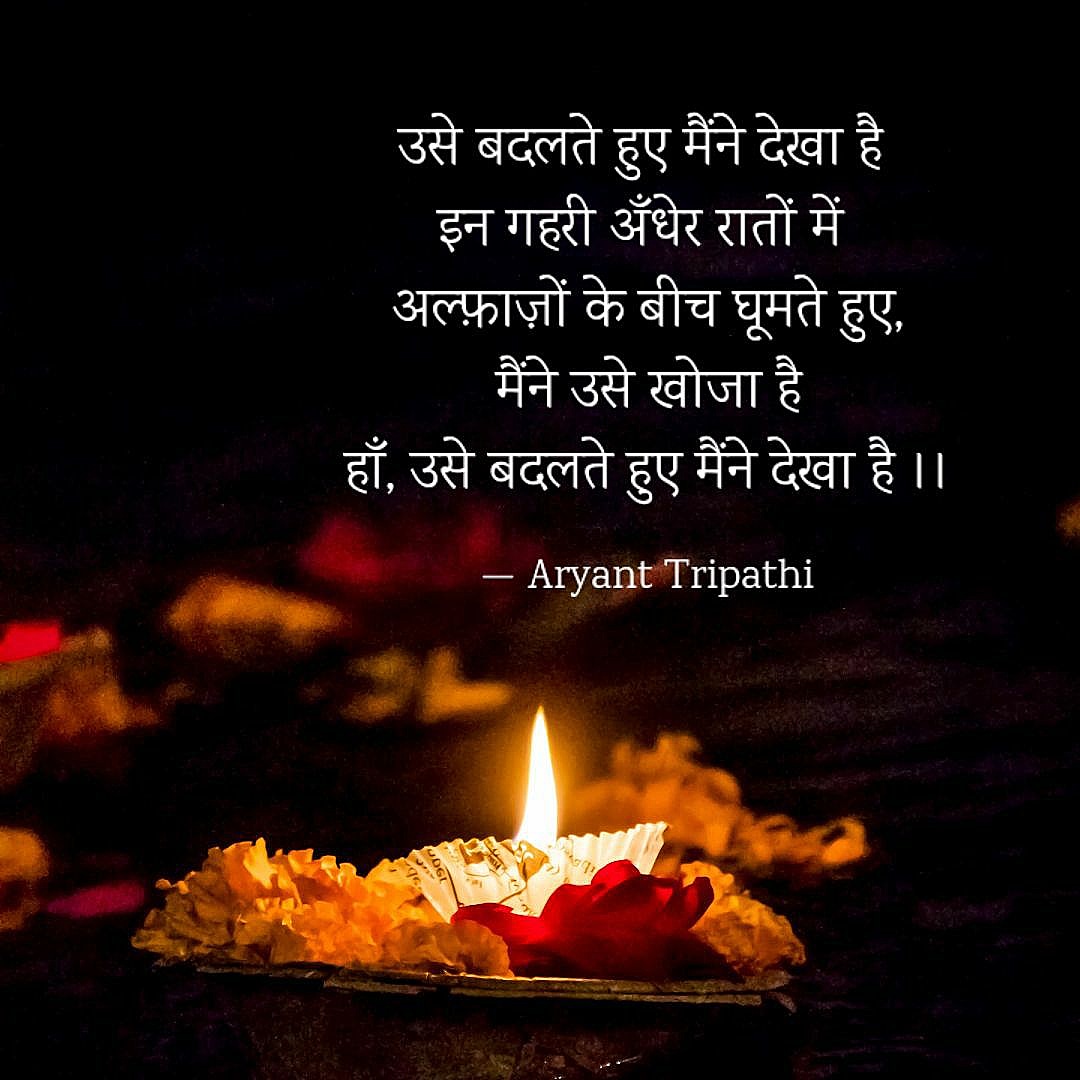 उसे बदलते हुए मैंने देखा है
इन गहरी अँधेर रातों में
अल्फ़ाज़ों के बीच घूमते हुए,
मैंने उसे खोजा है
हाँ, उसे बदलते हुए मैंने देखा है ।।
— Aryant Tripathi